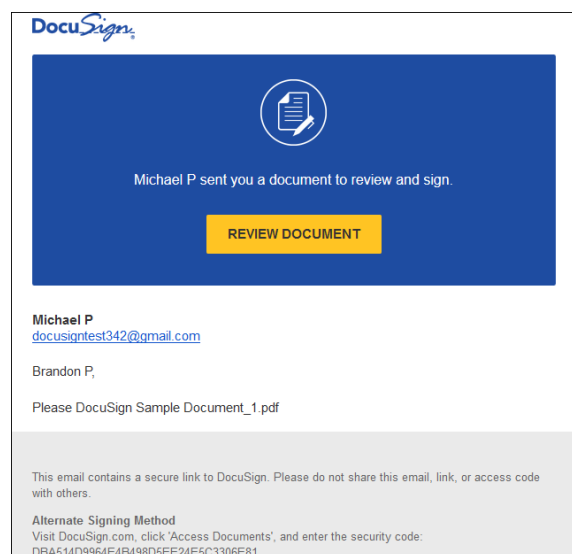 DocuSign
Michael P sent you a document to review and sign.
REVIEW DOCUMENT
Michael P
docusigntest342@gmail.com
Brandon P,
Please DocuSign Sample Document_1.pdf
This email contains a secure link to DocuSign. Please do not share this email, link, or access code
with others.
Alternate Signing Method
Visit DocuSign.com, click 'Access Documents', and enter the security code: